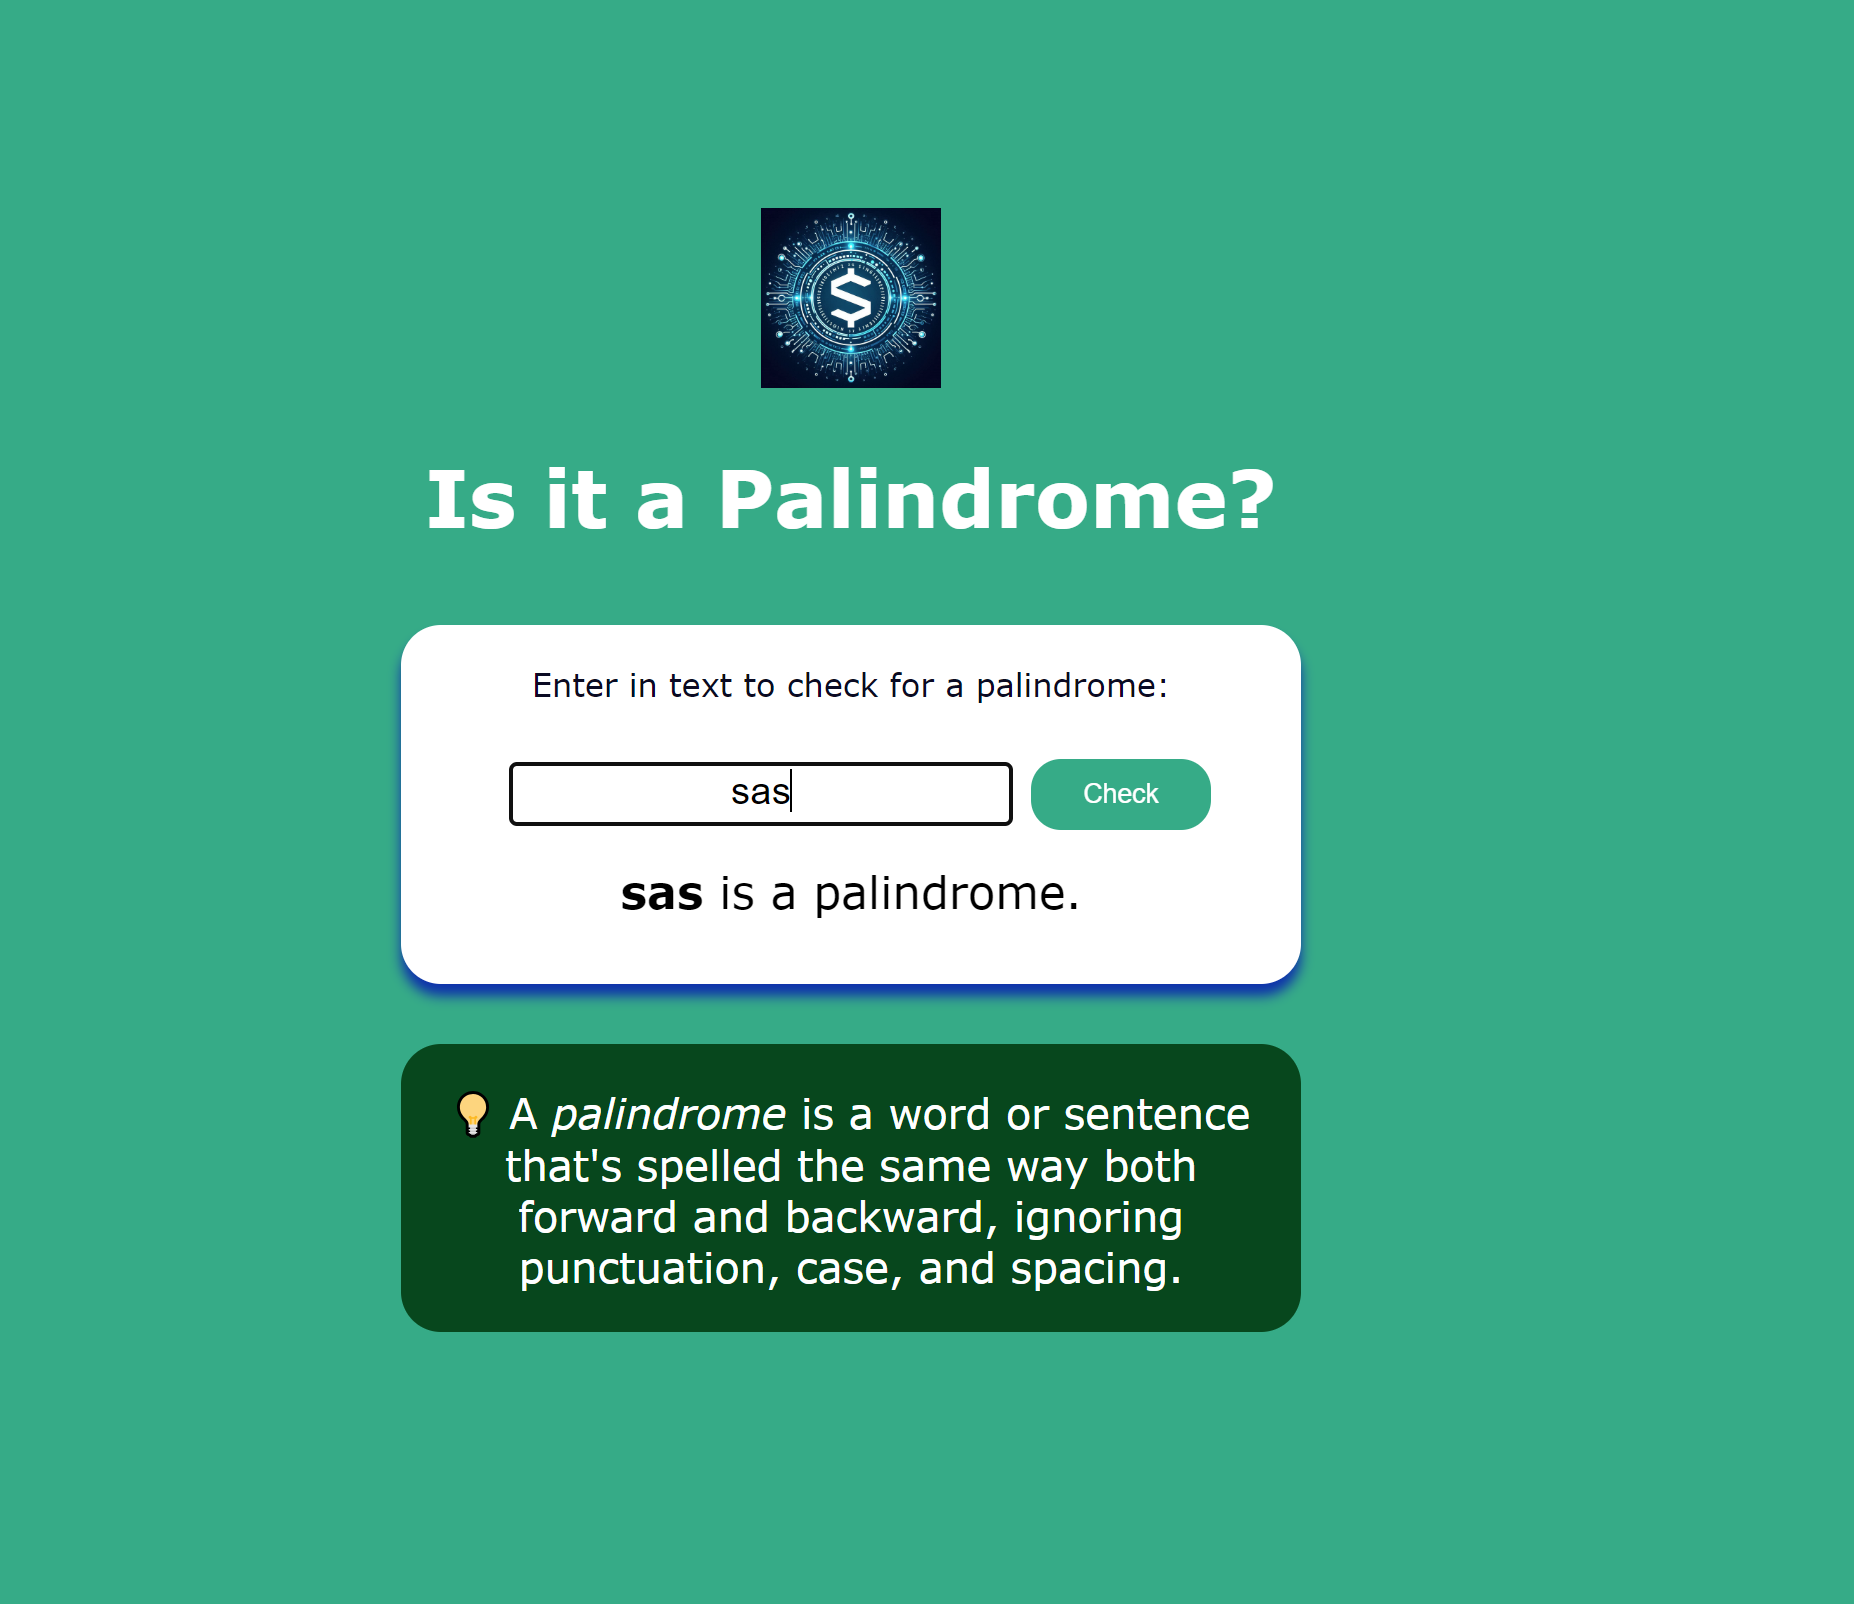 Is it a Palindrome?
Enter in text to check for a palindrome:
sas
Check
sas is a palindrome.
A palindrome is a word or sentence
that's spelled the same way both
forward and backward, ignoring
punctuation, case, and spacing.